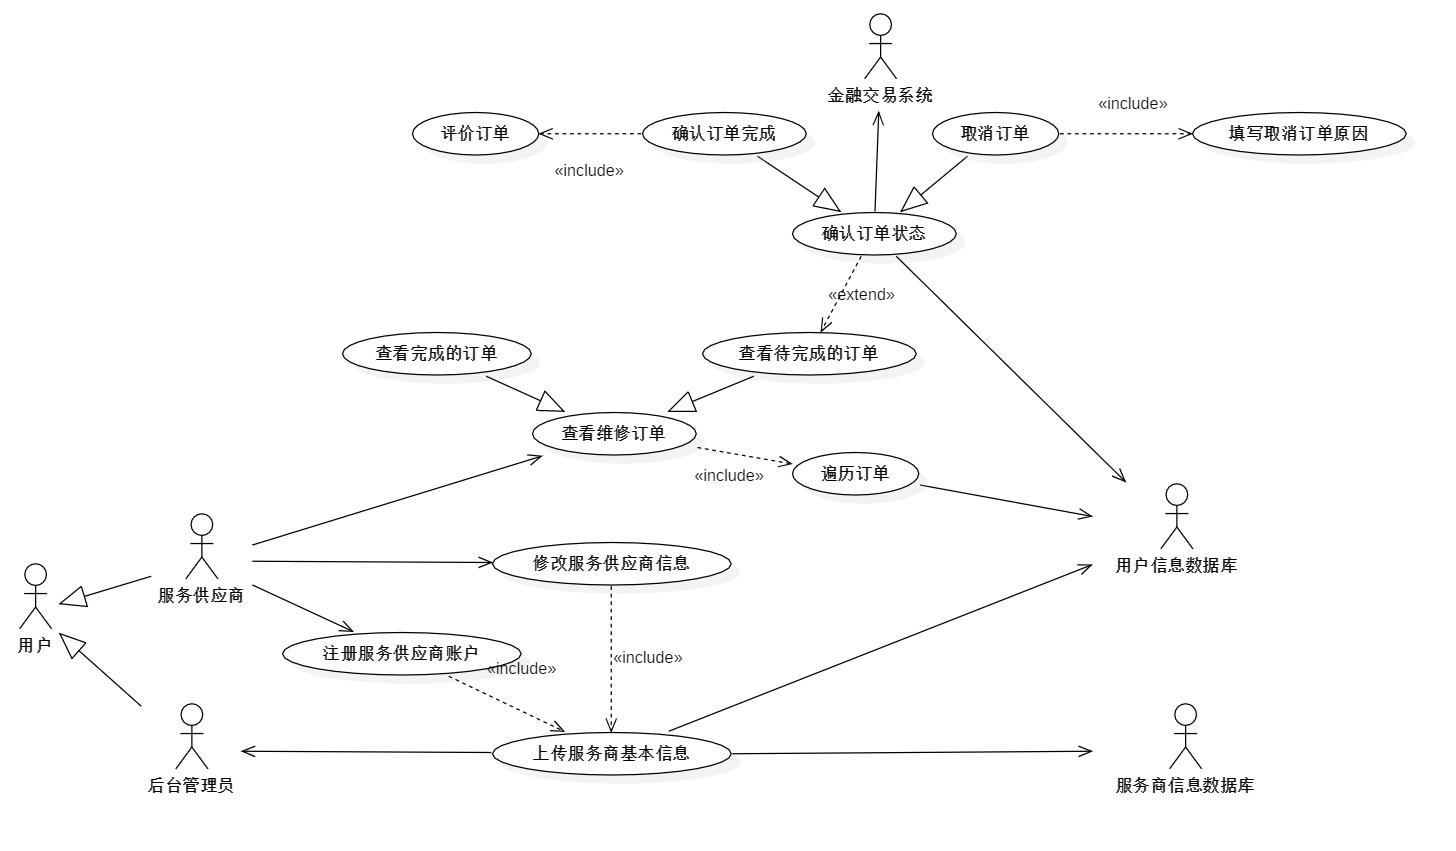 金融交易系统
«include»
评价订单
确认订单完成
取消订单
填写取消订单原因
«include»
确认订单状态
«extend»
查看完成的订单
查看待完成的订单
查看维修订单
«include»
遍历订单
修改服务供应商信息
用户信息数据库
服务供应商
用户
注册服务供应商账户
«include»
«include»
上传服务商基本信息
后台管理员
服务商信息数据库